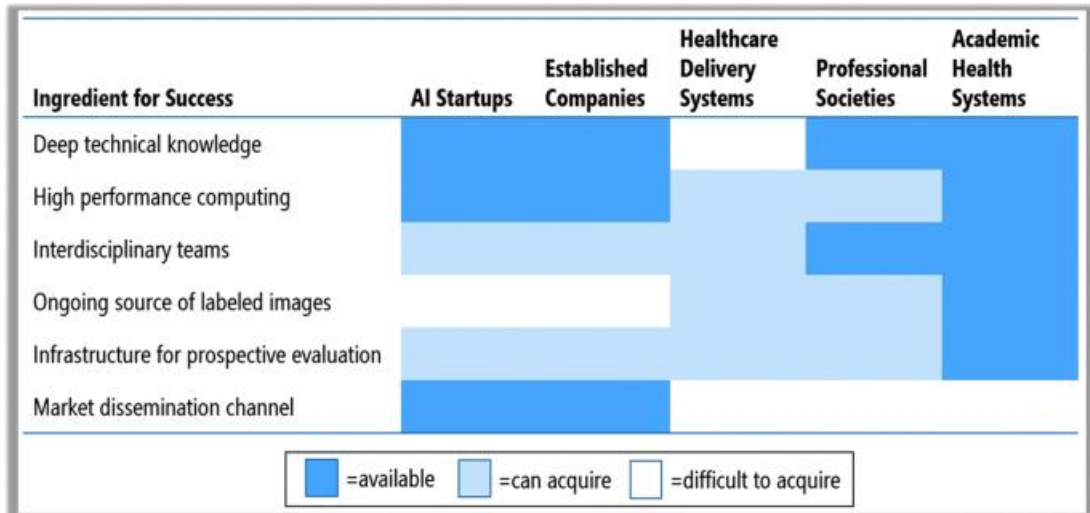 Ingredient for Success
AI Startups
Established
Companies
Healthcare
Delivery
Systems
Professional
Societies
Academic
Health
Systems
Deep technical knowledge
High performance computing
Interdisciplinary teams
Ongoing source of labeled images
Infrastructure for prospective evaluation
Market dissemination channel
=available
=can acquire
=difficult to acquire